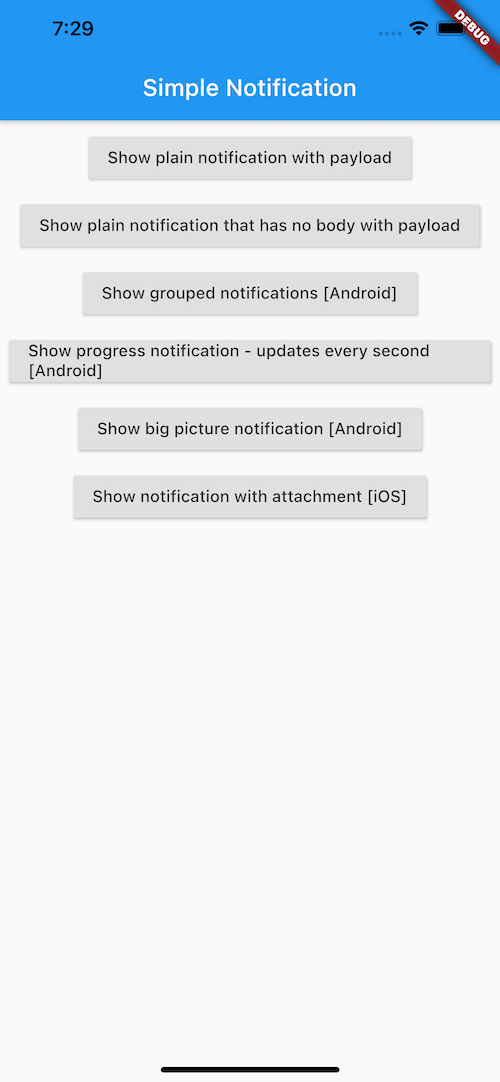 7:29
DEBUG
Simple Notification
Show plain notification with payload
Show plain notification that has no body with payload
Show grouped notifications [Android]
Show progress notification - updates every second
[Android]
Show big picture notification [Android]
Show notification with attachment [iOS]